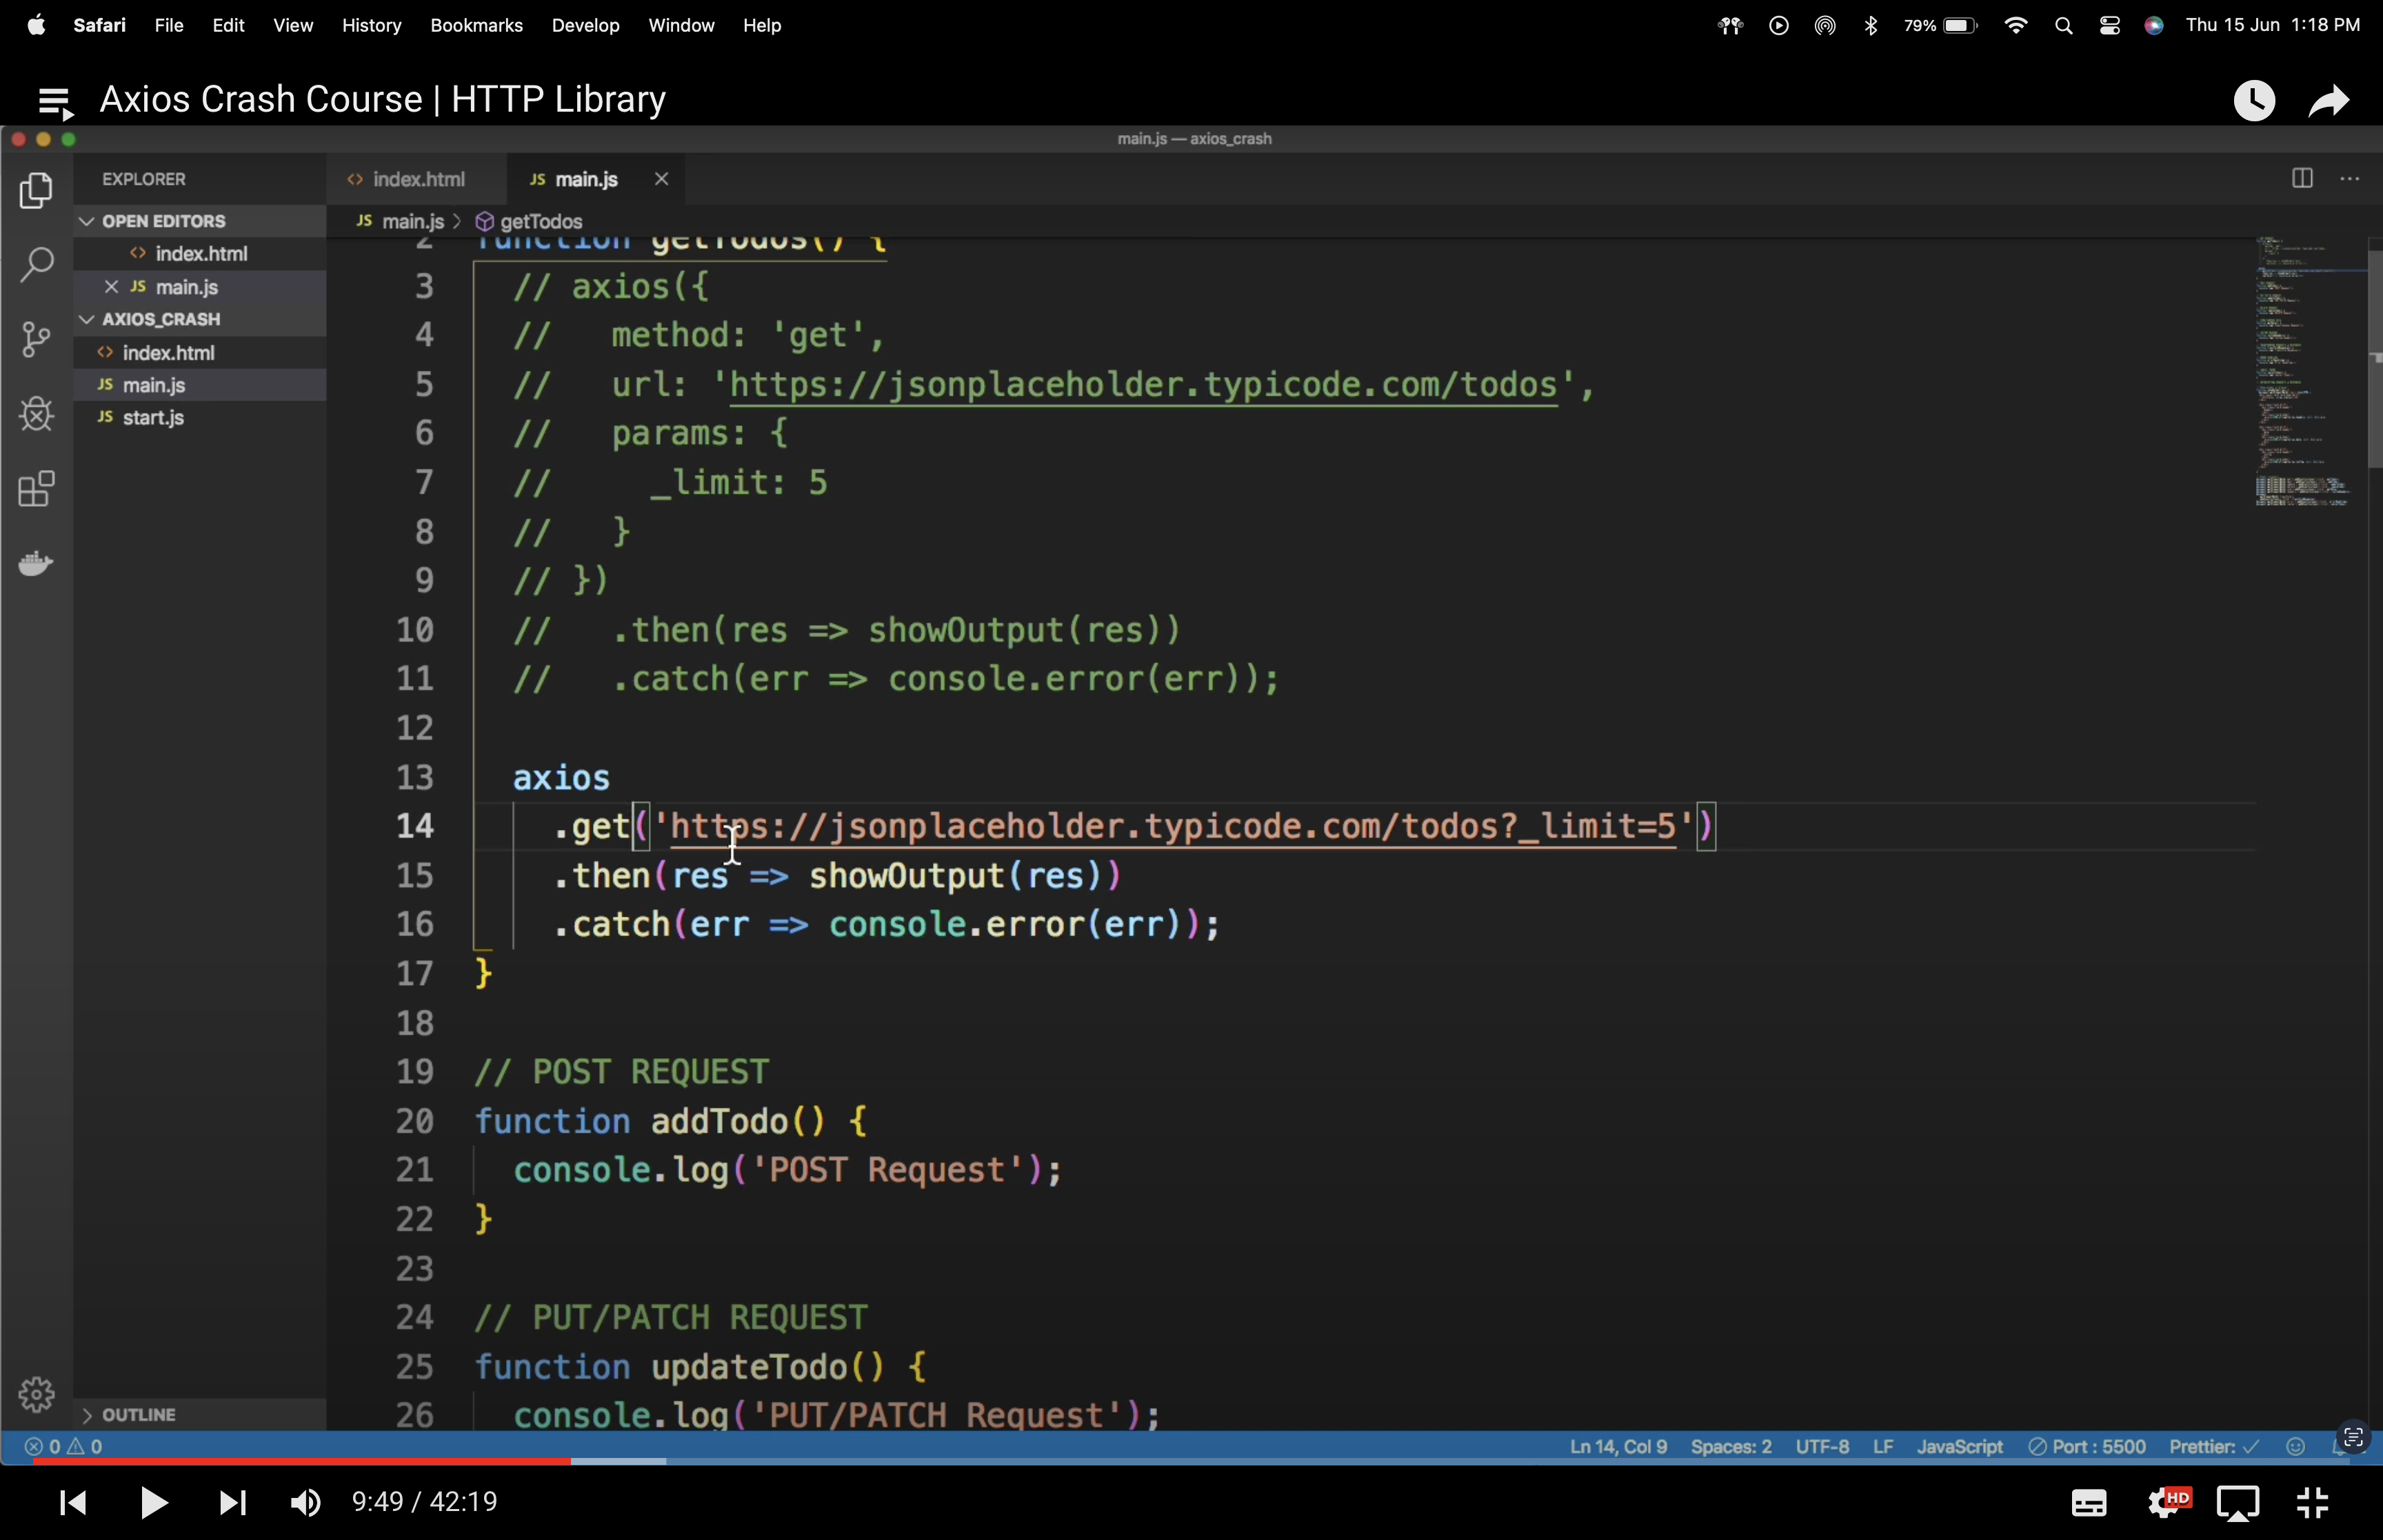 Safari File Edit View History Bookmarks Develop Window Help 79% Thu 15 Jun 1:18 PM
Axios Crash Course | HTTP Library
main.js — axios_crash
EXPLORER
OPEN EDITORS
<> index.html
JS main.js
AXIOS_CRASH
<> index.html
JS main.js
JS start.js
OUTLINE
<> index.html JS main.js
JS main.js > getTodos
2 function getTodos() {
3 // axios({
4 //   method: 'get',
5 //   url: 'https://jsonplaceholder.typicode.com/todos',
6 //   params: {
7 //     _limit: 5
8 //   }
9 // })
10 //   .then(res => showOutput(res))
11 //   .catch(err => console.error(err));
12
13 axios
14 .get('https://jsonplaceholder.typicode.com/todos?_limit=5')
15 .then(res => showOutput(res))
16 .catch(err => console.error(err));
17 }
18
19 // POST REQUEST
20 function addTodo() {
21 console.log('POST Request');
22 }
23
24 // PUT/PATCH REQUEST
25 function updateTodo() {
26 console.log('PUT/PATCH Request');
0 0 Ln 14, Col 9 Spaces: 2 UTF-8 LF JavaScript Port : 5500 Prettier: ✓
9:49 / 42:19 HD